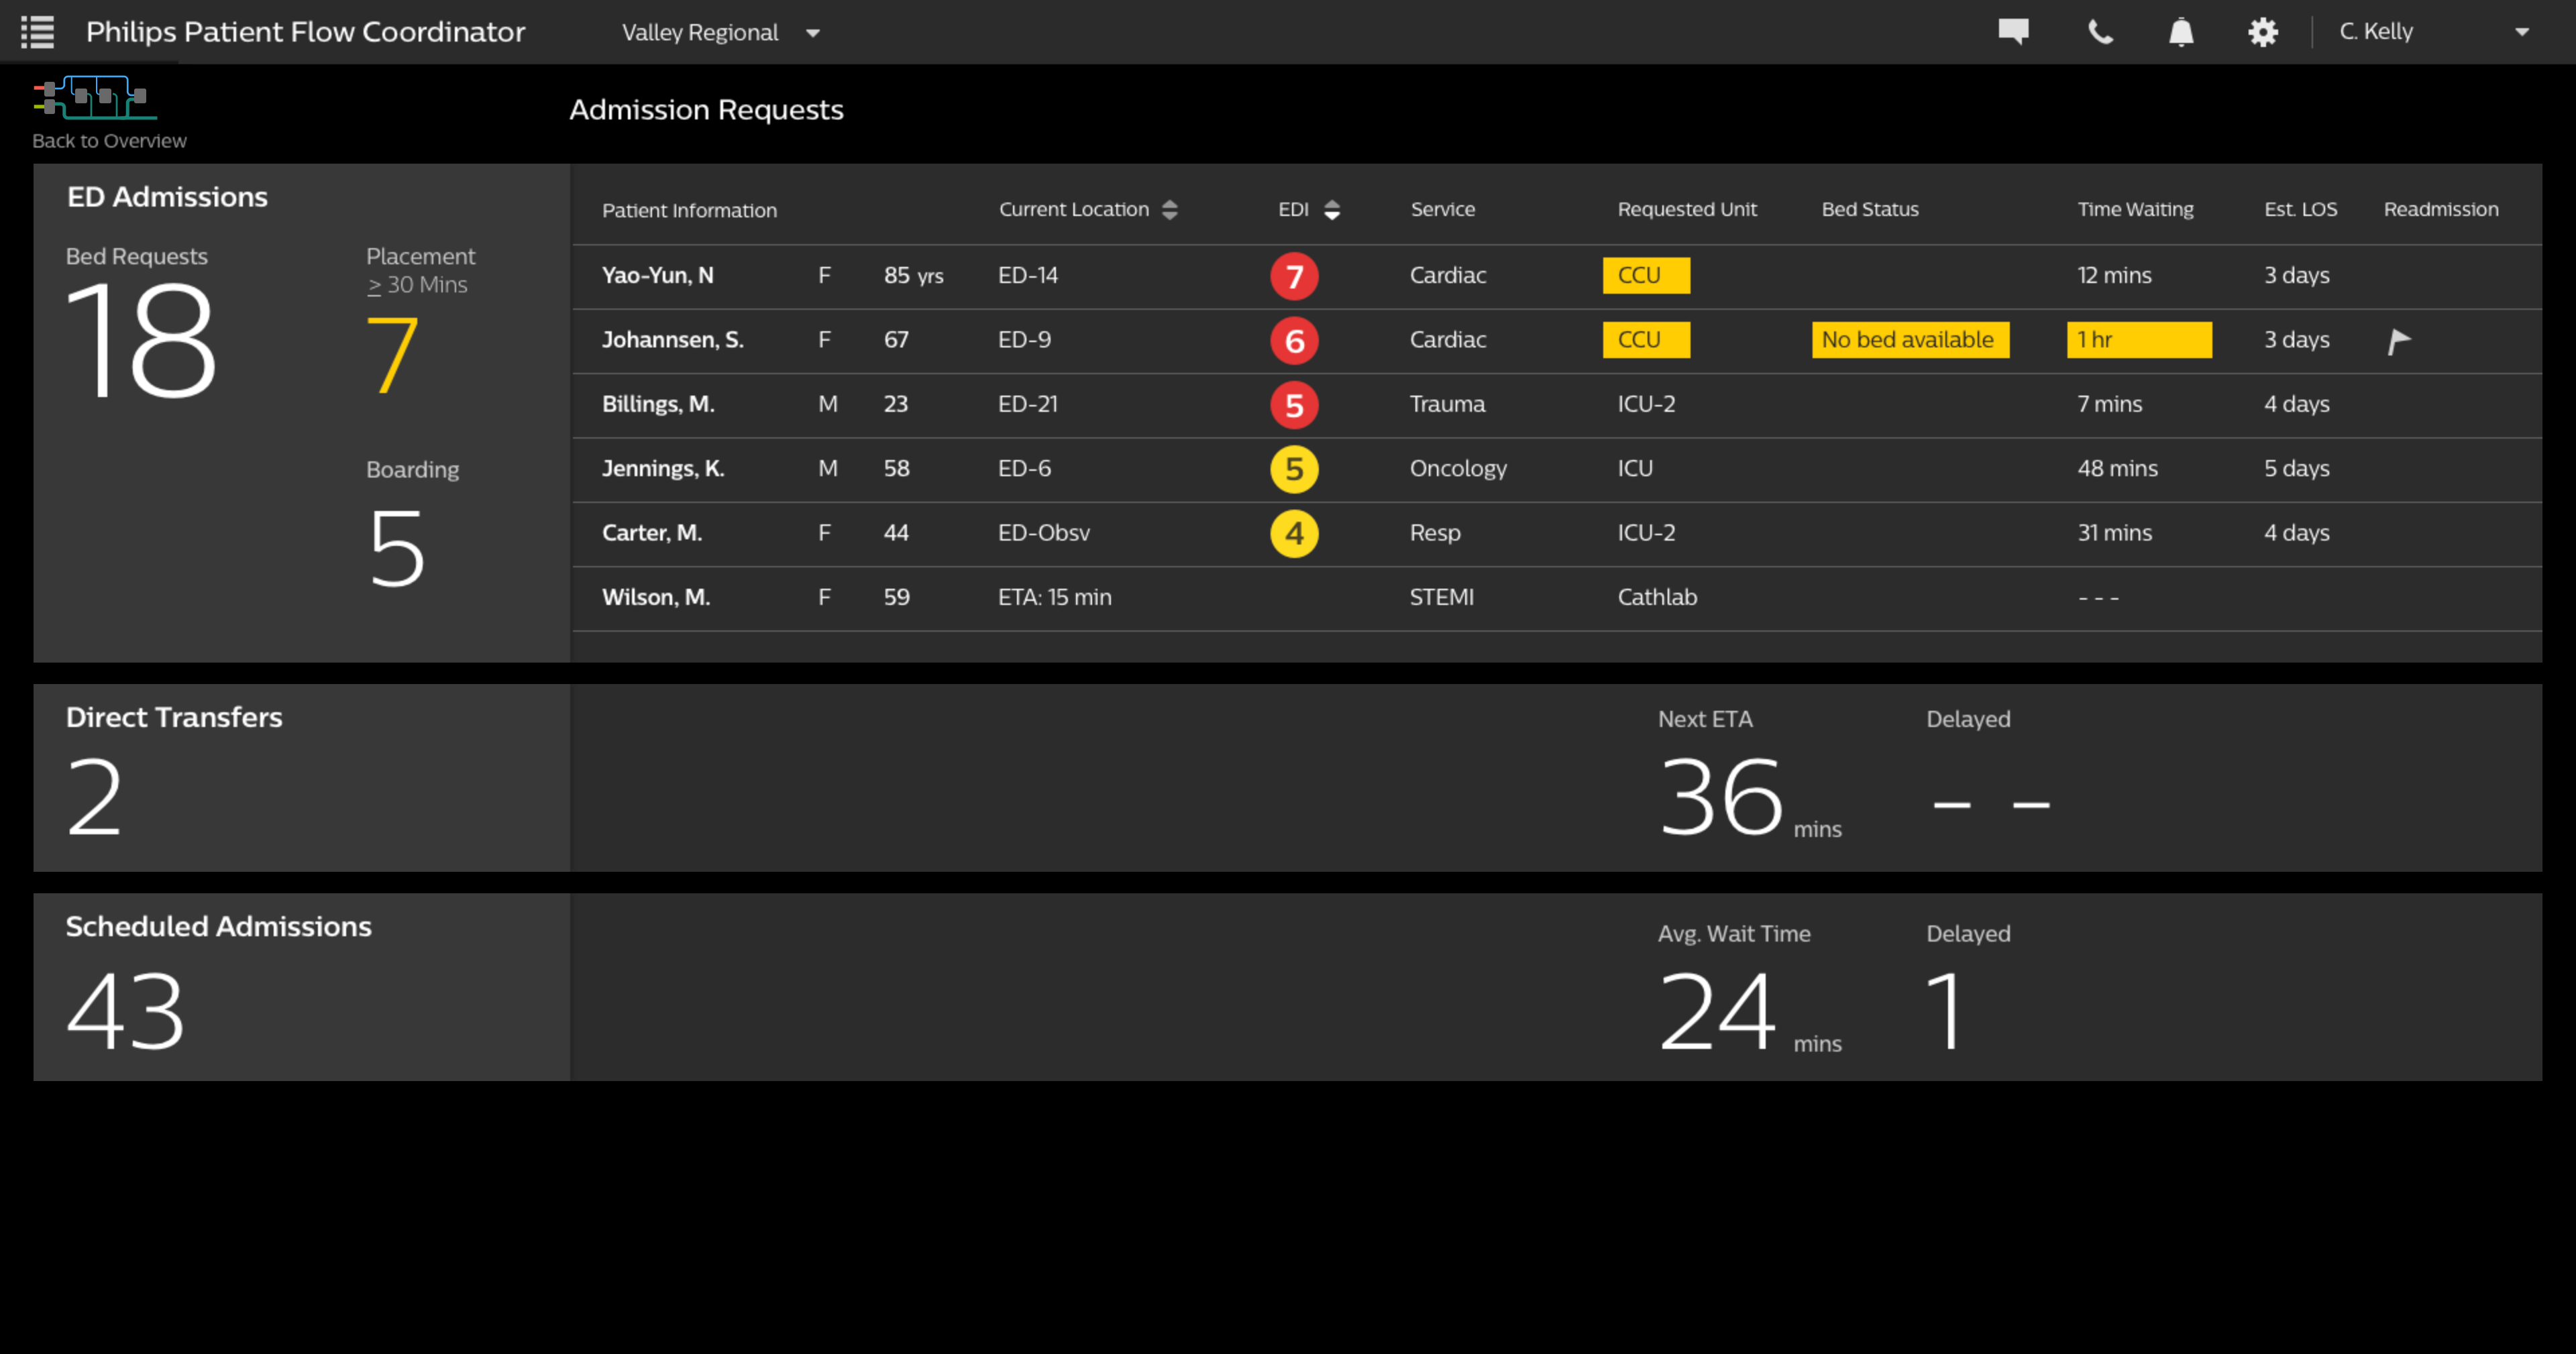 Philips Patient Flow Coordinator Valley Regional C. Kelly
Back to Overview
Admission Requests
ED Admissions
Bed Requests
18
Placement
≥ 30 Mins
7
Boarding
5
Patient Information Current Location EDI Service Requested Unit Bed Status Time Waiting Est. LOS Readmission
Yao-Yun, N F 85 yrs ED-14 7 Cardiac CCU 12 mins 3 days
Johannsen, S. F 67 ED-9 6 Cardiac CCU No bed available 1 hr 3 days
Billings, M. M 23 ED-21 5 Trauma ICU-2 7 mins 4 days
Jennings, K. M 58 ED-6 5 Oncology ICU 48 mins 5 days
Carter, M. F 44 ED-Obsv 4 Resp ICU-2 31 mins 4 days
Wilson, M. F 59 ETA: 15 min STEMI Cathlab - - -
Direct Transfers
2
Next ETA
36 mins
Delayed
– –
Scheduled Admissions
43
Avg. Wait Time
24 mins
Delayed
1